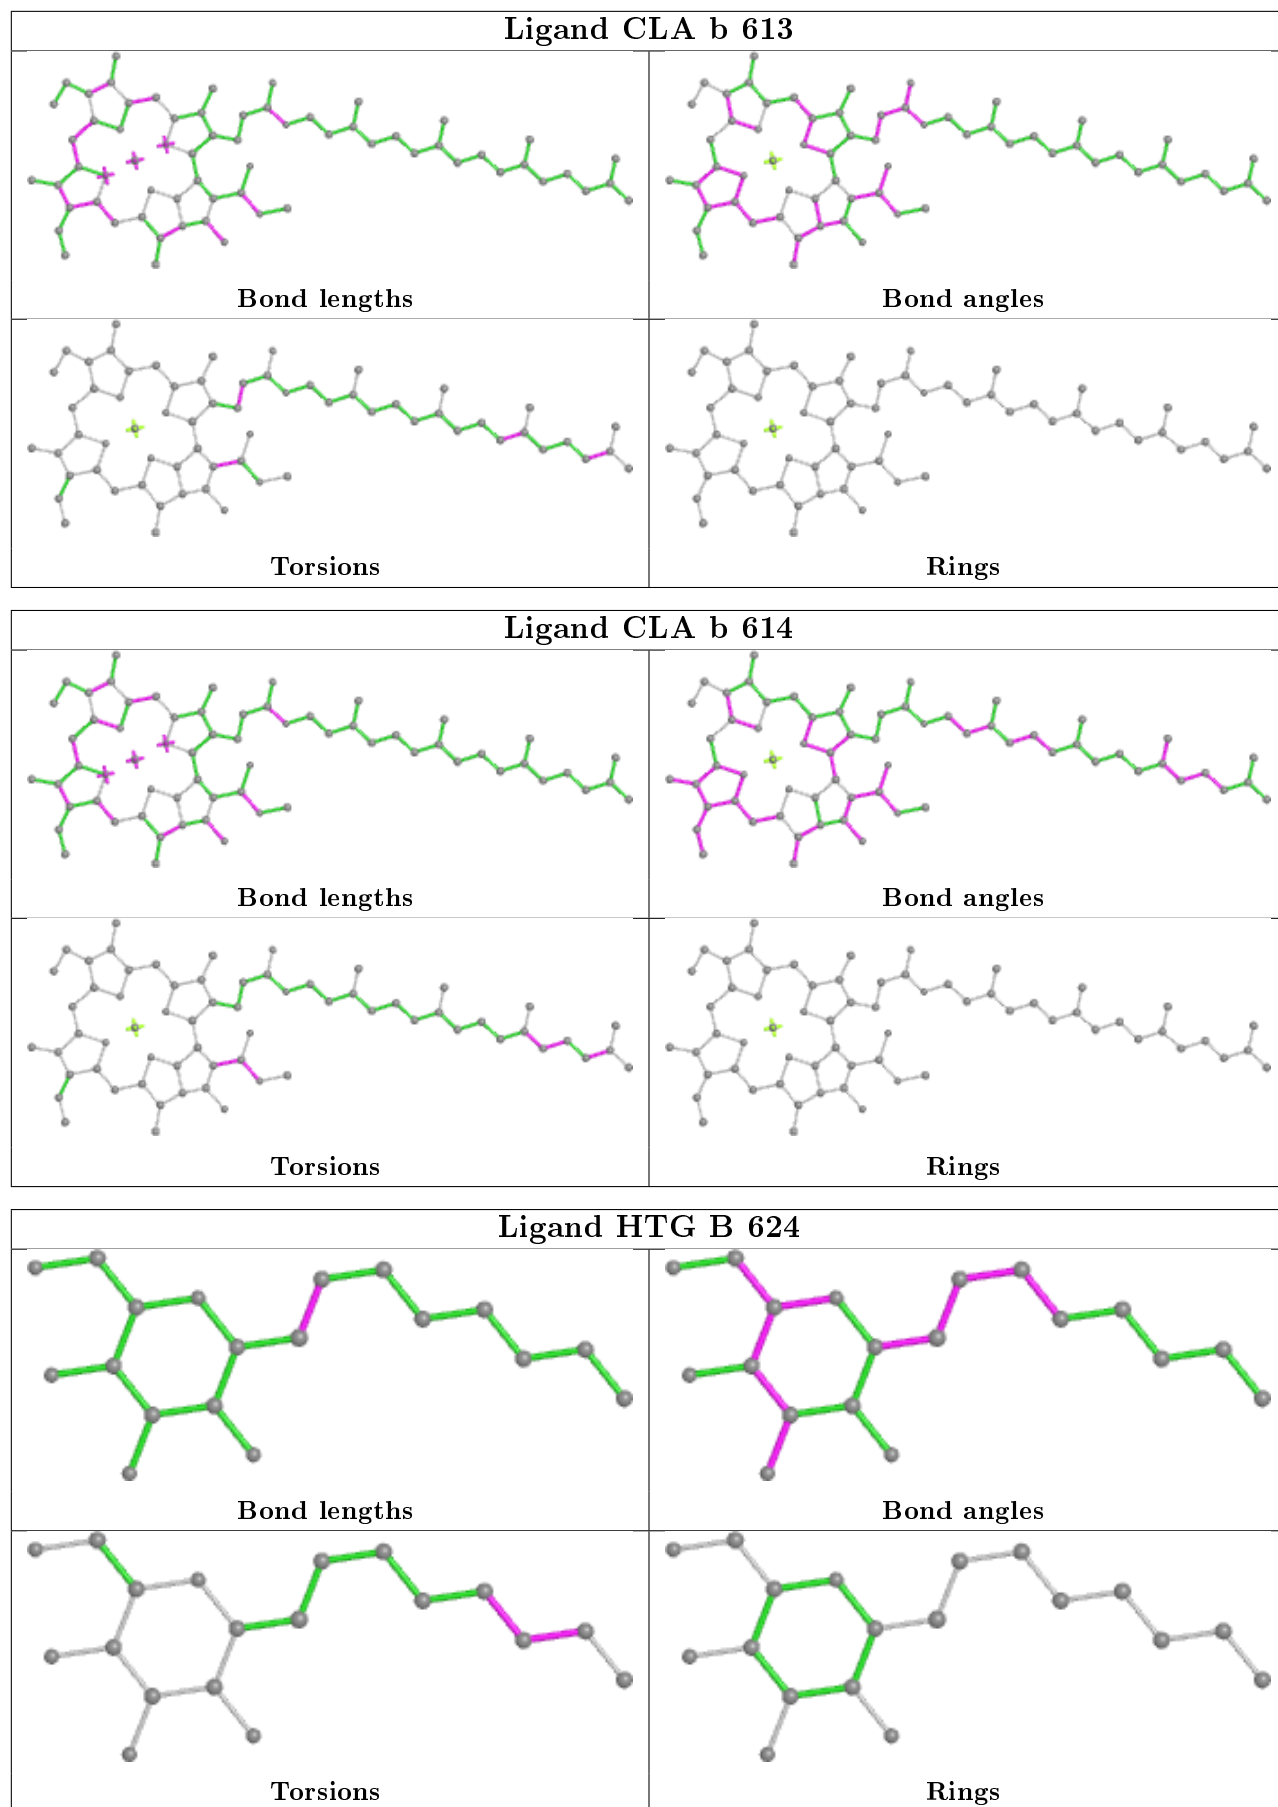 Ligand CLA b 613
Bond lengths
Bond angles
Torsions
Rings
Ligand CLA b 614
Bond lengths
Bond angles
Torsions
Rings
Ligand HTG B 624
Bond lengths
Bond angles
Torsions
Rings